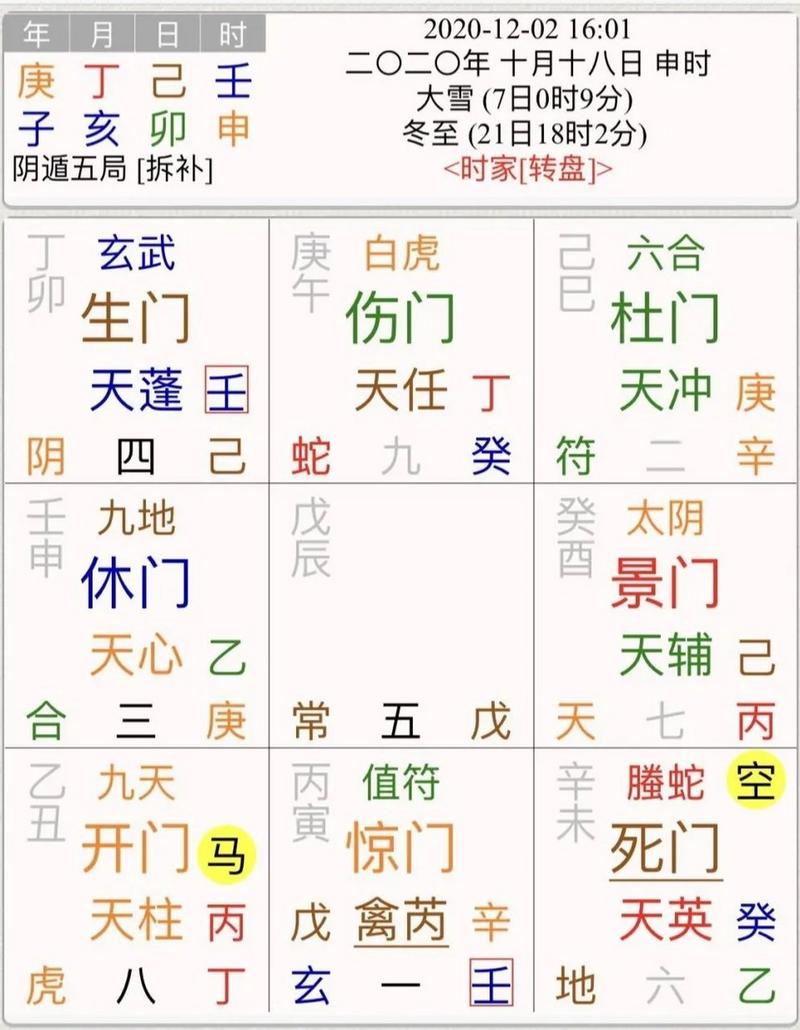 年 月 日 时
庚 丁 己 壬
子 亥 卯 申
阴遁五局 [拆补]
2020-12-02 16:01
二〇二〇年 十月十八日 申时
大雪 (7日0时9分)
冬至 (21日18时2分)
<时家[转盘]>
丁卯 玄武
生门
天蓬 壬
阴 四 己
庚午 白虎
伤门
天任 丁
蛇 九 癸
己巳 六合
杜门
天冲 庚
符 二 辛
壬申 九地
休门
天心 乙
合 三 庚
戊辰
常 五 戊
癸酉 太阴
景门
天辅 己
天 七 丙
乙丑 九天
开门 马
天柱 丙
虎 八 丁
丙寅 值符
惊门
戊 禽芮 辛
玄 一 壬
辛未 螣蛇 空
死门
天英 癸
地 六 乙